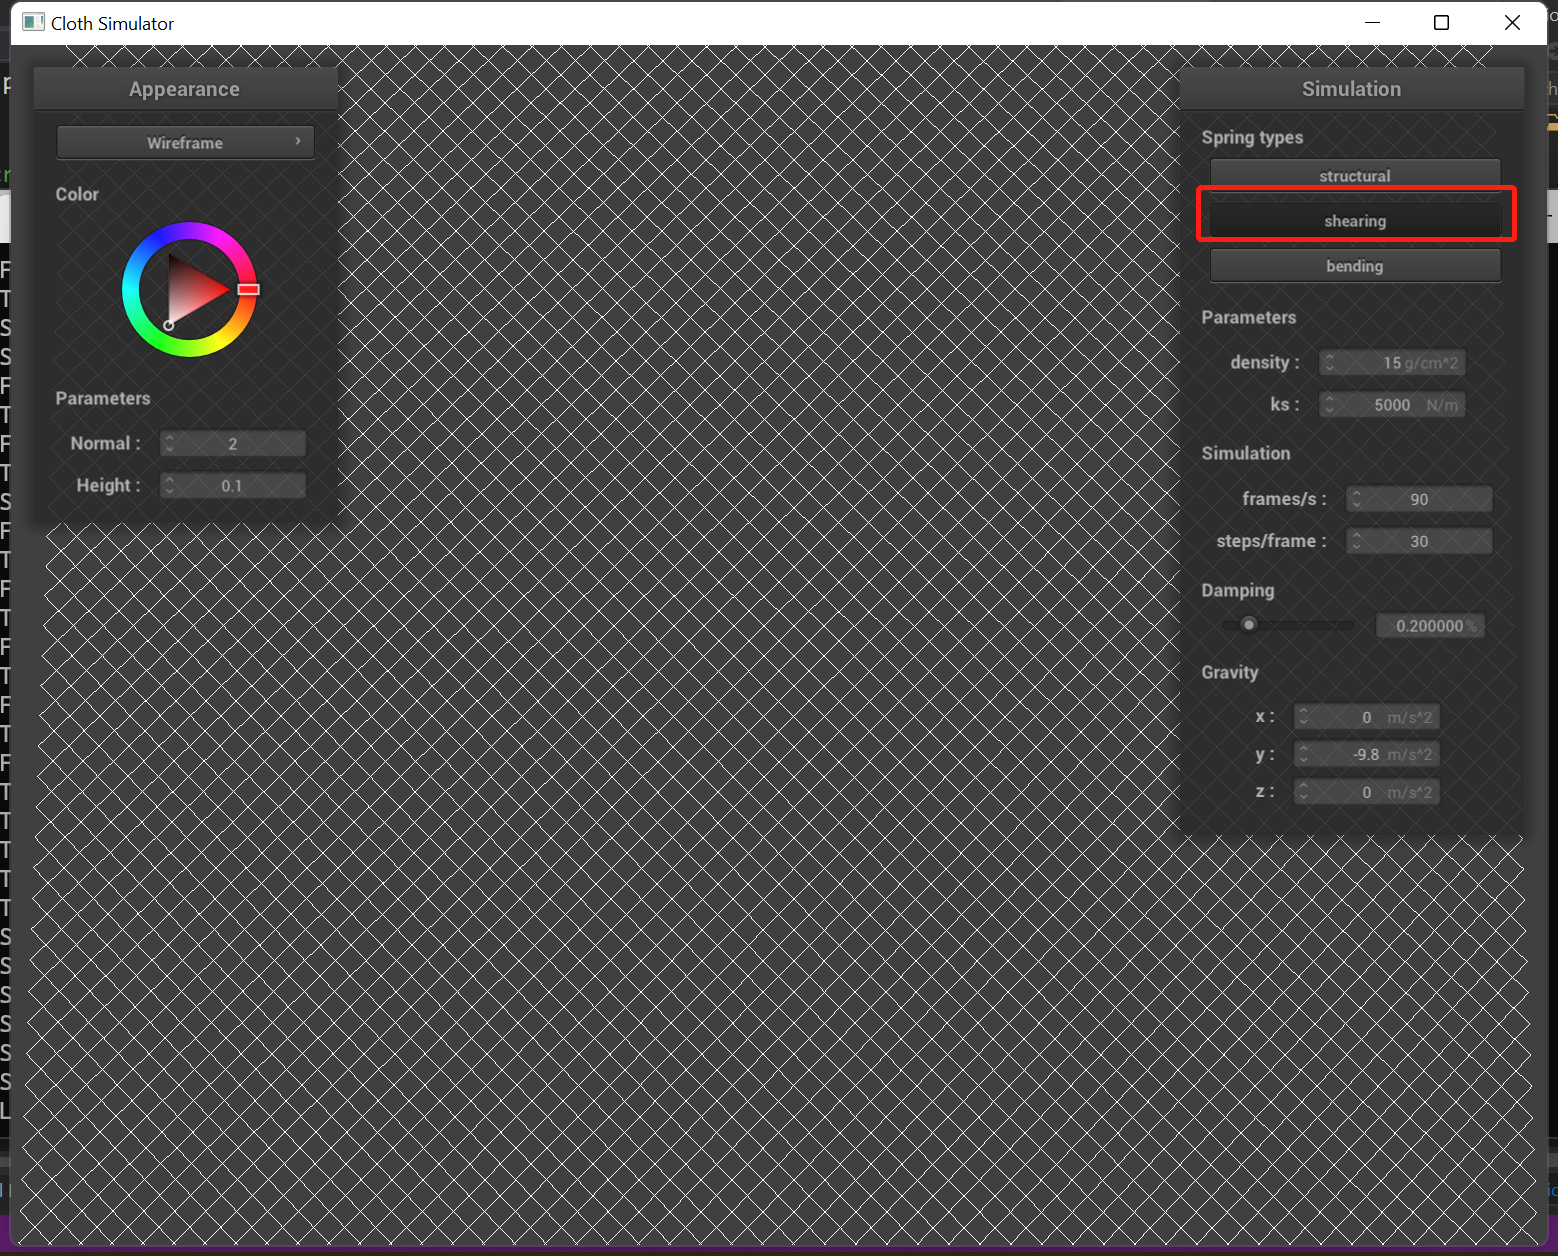 Cloth Simulator
Appearance
Wireframe
Color
Parameters
Normal : 2
Height : 0.1
Simulation
Spring types
structural
shearing
bending
Parameters
density : 15 g/cm^2
ks : 5000 N/m
Simulation
frames/s : 90
steps/frame : 30
Damping
0.200000 %
Gravity
x : 0 m/s^2
y : -9.8 m/s^2
z : 0 m/s^2